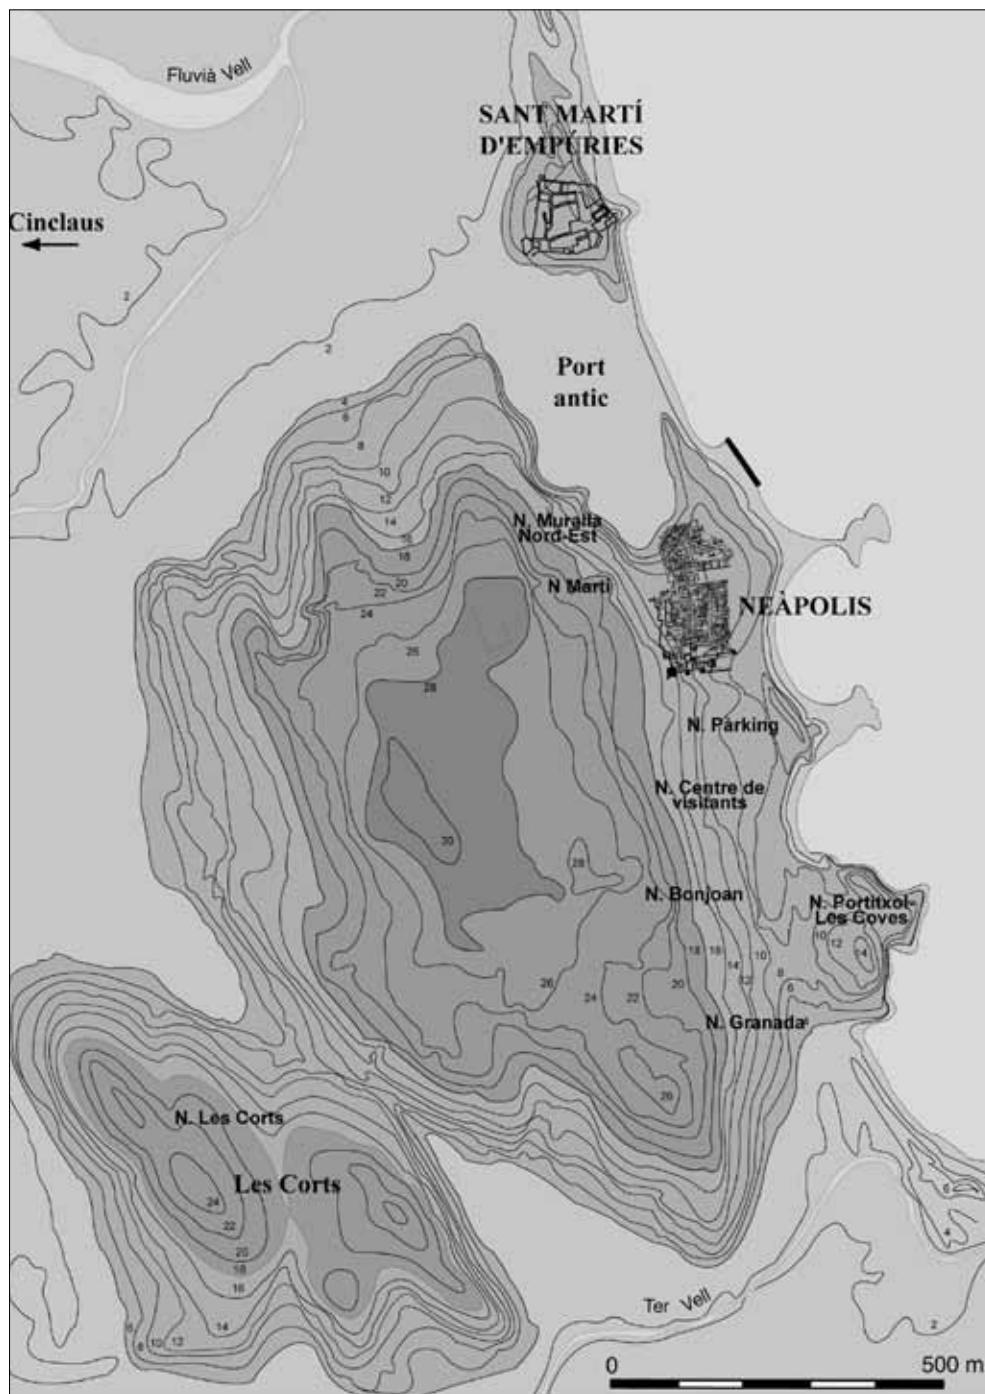 Fluvià Vell
SANT MARTÍ
D'EMPÚRIES
Cinclaus
2
2
Port
antic
4
6
8
10
12
14
16
18
20
22
24
N. Muralla
Nord-Est
N Martí
NEÀPOLIS
26
28
N. Pàrking
N. Centre de
visitants
30
28
N. Bonjoan
N. Portitxol-
Les Coves
10
12
14
18
16
14
12
10
8
6
20
22
24
26
N. Granada
26
N. Les Corts
Les Corts
24
22
20
18
16
14
12
10
8
6
6
4
2
Ter Vell
0
500 m